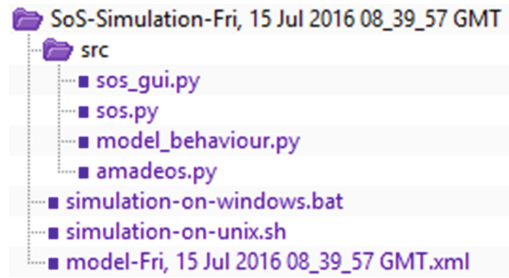 SoS-Simulation-Fri, 15 Jul 2016 08_39_57 GMT
src
sos_gui.py
sos.py
model_behaviour.py
amadeos.py
simulation-on-windows.bat
simulation-on-unix.sh
model-Fri, 15 Jul 2016 08_39_57 GMT.xml